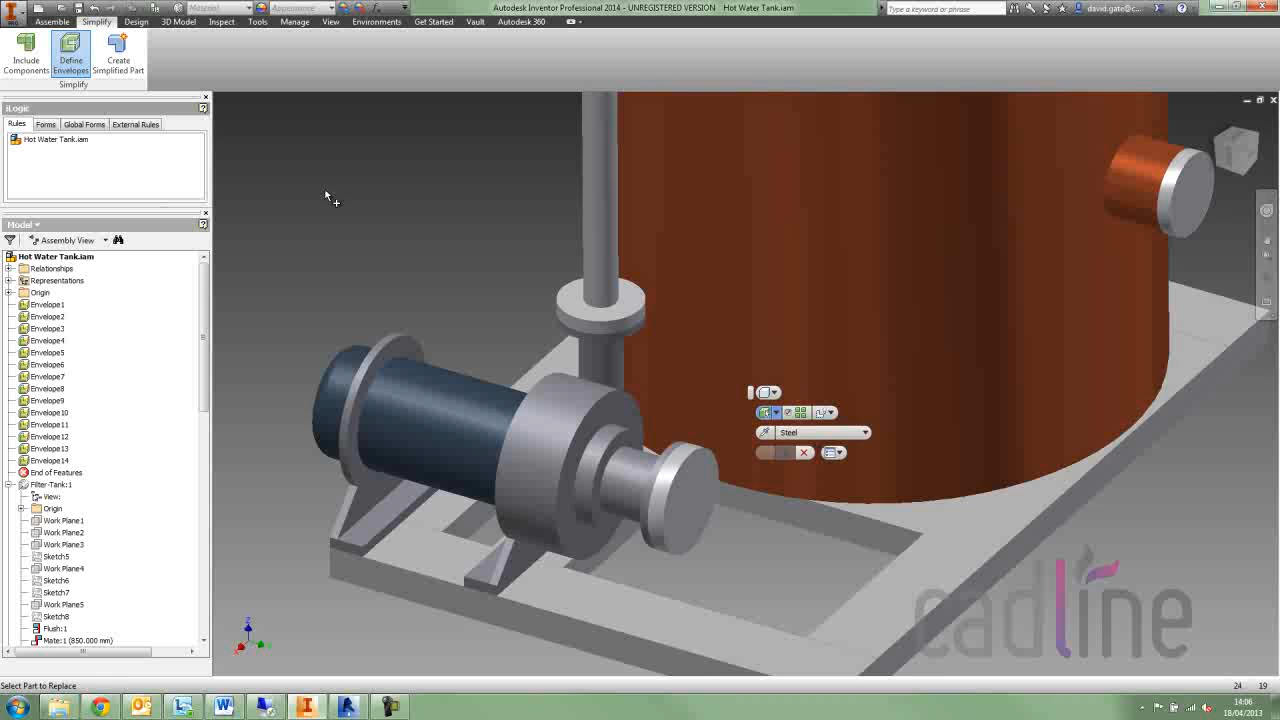 Material
Appearance
Autodesk Inventor Professional 2014 - UNREGISTERED VERSION Hot Water Tank.iam
Type a keyword or phrase
david.gate@c...
PRO
Assemble Simplify Design 3D Model Inspect Tools Manage View Environments Get Started Vault Autodesk 360
Include Components
Define Envelopes
Create Simplified Part
Simplify
iLogic
Rules Forms Global Forms External Rules
Hot Water Tank.iam
Model
Assembly View
Hot Water Tank.iam
Relationships
Representations
Origin
Envelope1
Envelope2
Envelope3
Envelope4
Envelope5
Envelope6
Envelope7
Envelope8
Envelope9
Envelope10
Envelope11
Envelope12
Envelope13
Envelope14
End of Features
Filter-Tank:1
View:
Origin
Work Plane1
Work Plane2
Work Plane3
Sketch5
Work Plane4
Sketch6
Sketch7
Work Plane5
Sketch8
Flush:1
Mate:1 (850.000 mm)
Steel
cadline
Select Part to Replace
24 19
14:06
18/04/2013